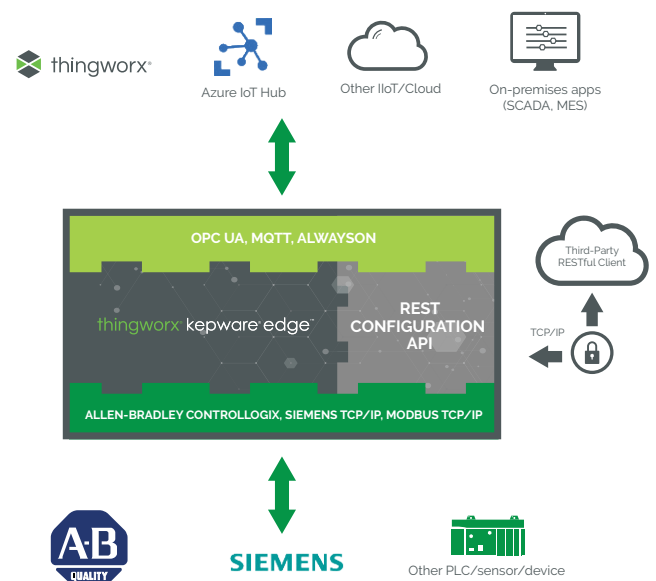 thingworx®
Azure IoT Hub
Other IIoT/Cloud
On-premises apps
(SCADA, MES)
OPC UA, MQTT, ALWAYSON
thingworx® kepware® edge™
REST
CONFIGURATION
API
Third-Party
RESTful Client
TCP/IP
ALLEN-BRADLEY CONTROLLOGIX, SIEMENS TCP/IP, MODBUS TCP/IP
A-B
QUALITY
SIEMENS
Other PLC/sensor/device